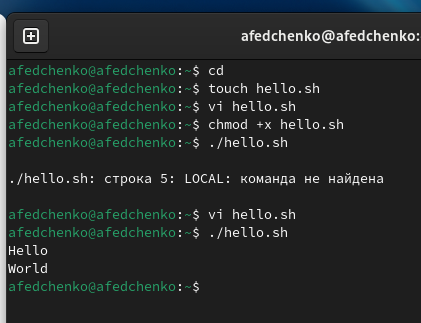 afedchenko@afedchenko:
afedchenko@afedchenko:~$ cd
afedchenko@afedchenko:~$ touch hello.sh
afedchenko@afedchenko:~$ vi hello.sh
afedchenko@afedchenko:~$ chmod +x hello.sh
afedchenko@afedchenko:~$ ./hello.sh
./hello.sh: строка 5: LOCAL: команда не найдена
afedchenko@afedchenko:~$ vi hello.sh
afedchenko@afedchenko:~$ ./hello.sh
Hello
World
afedchenko@afedchenko:~$